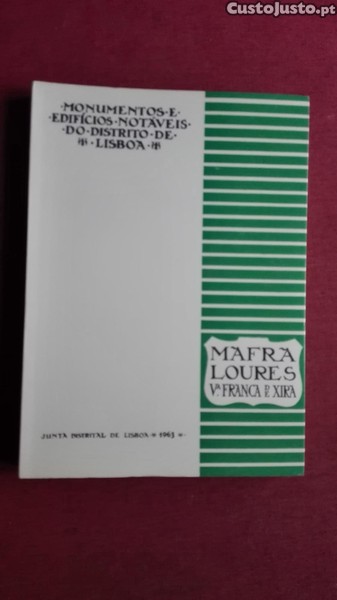 CustoJusto.pt
·MONUMENTOS·E·
·EDIFÍCIOS·NOTÁVEIS·
·DO·DISTRITO·DE·
LISBOA
MAFRA
LOURES
Vª. FRANCA DE XIRA
JUNTA DISTRITAL DE LISBOA 1963